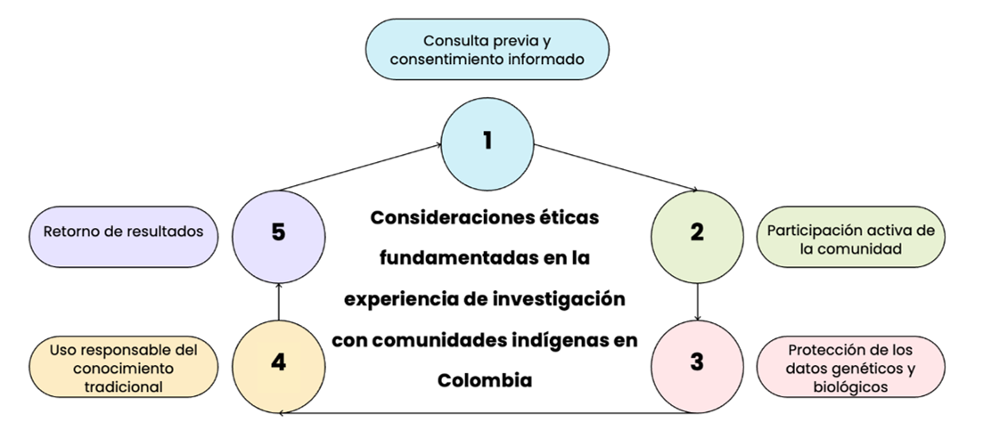 Consulta previa y
consentimiento informado
1
Consideraciones éticas
fundamentadas en la
experiencia de investigación
con comunidades indígenas en
Colombia
2
Participación activa de
la comunidad
3
Protección de los
datos genéticos y
biológicos
4
Uso responsable del
conocimiento
tradicional
5
Retorno de resultados